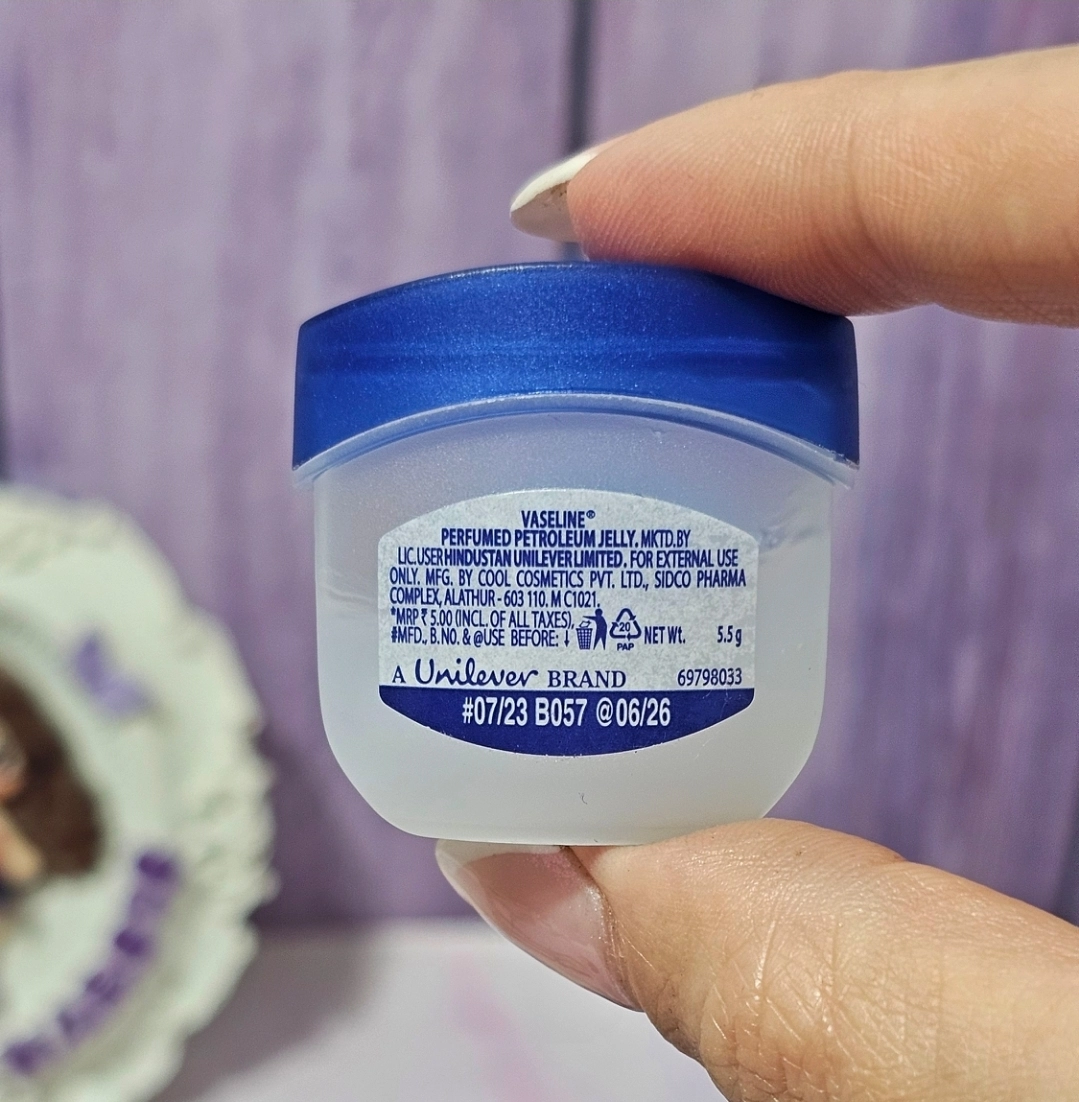 VASELINE®
PERFUMED PETROLEUM JELLY. MKTD.BY
LIC.USER HINDUSTAN UNILEVER LIMITED. FOR EXTERNAL USE
ONLY. MFG. BY COOL COSMETICS PVT. LTD., SIDCO PHARMA
COMPLEX, ALATHUR - 603 110. M C1021.
*MRP ₹ 5.00 (INCL. OF ALL TAXES),
#MFD., B. NO. & @USE BEFORE: ↓ 20 PAP NET Wt. 5.5 g
A Unilever BRAND 69798033
#07/23 B057 @06/26